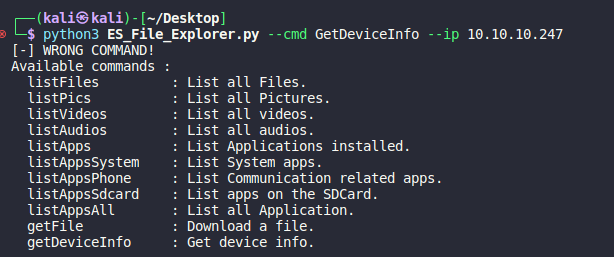 ┌──(kali㉿kali)-[~/Desktop]
└─$ python3 ES_File_Explorer.py --cmd GetDeviceInfo --ip 10.10.10.247
[-] WRONG COMMAND!
Available commands :
  listFiles         : List all Files.
  listPics          : List all Pictures.
  listVideos        : List all videos.
  listAudios        : List all audios.
  listApps          : List Applications installed.
  listAppsSystem    : List System apps.
  listAppsPhone     : List Communication related apps.
  listAppsSdcard    : List apps on the SDCard.
  listAppsAll       : List all Application.
  getFile           : Download a file.
  getDeviceInfo     : Get device info.